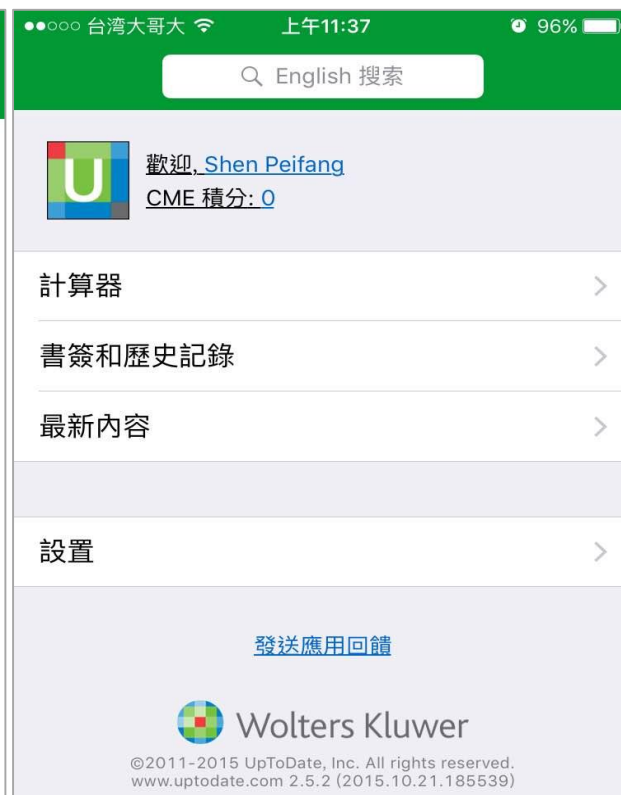 台湾大哥大 上午11:37 96%
English 搜索
U
歡迎, Shen Peifang
CME 積分: 0
計算器
書簽和歷史記錄
最新內容
設置
發送應用回饋
Wolters Kluwer
©2011-2015 UpToDate, Inc. All rights reserved.
www.uptodate.com 2.5.2 (2015.10.21.185539)